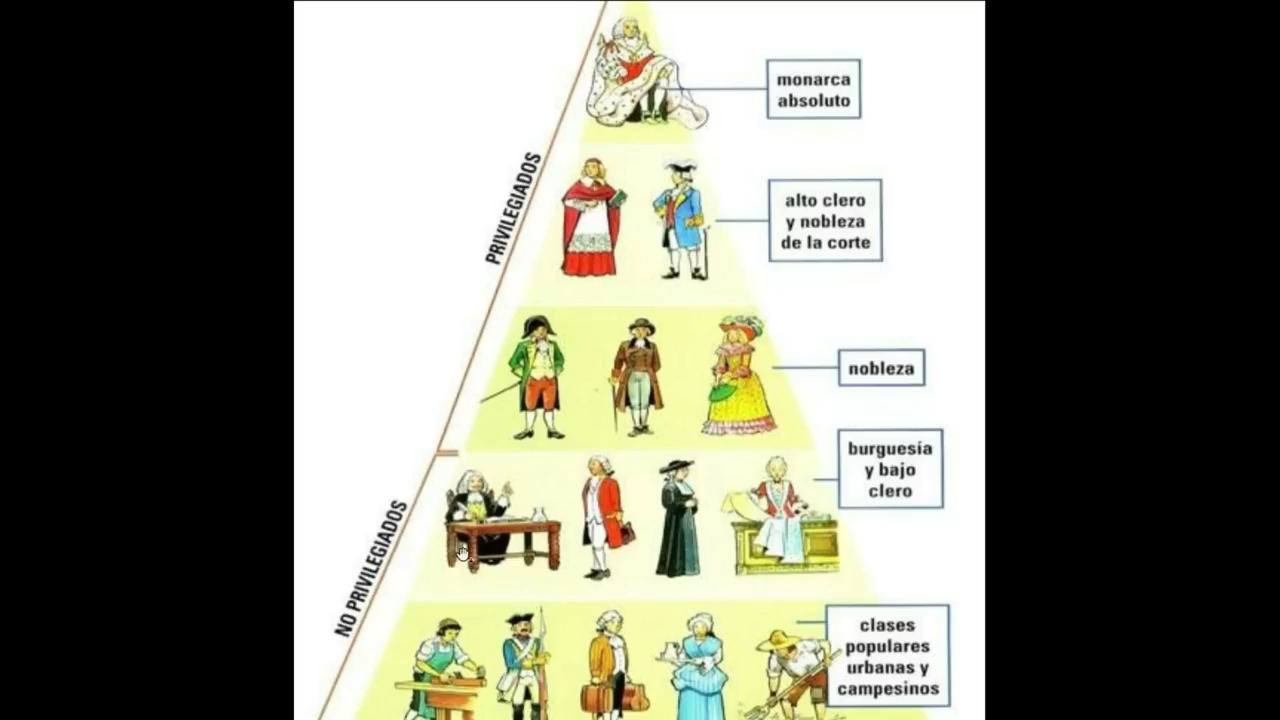 monarca
absoluto
PRIVILEGIADOS
alto clero
y nobleza
de la corte
nobleza
burguesía
y bajo
clero
NO PRIVILEGIADOS
clases
populares
urbanas y
campesinos